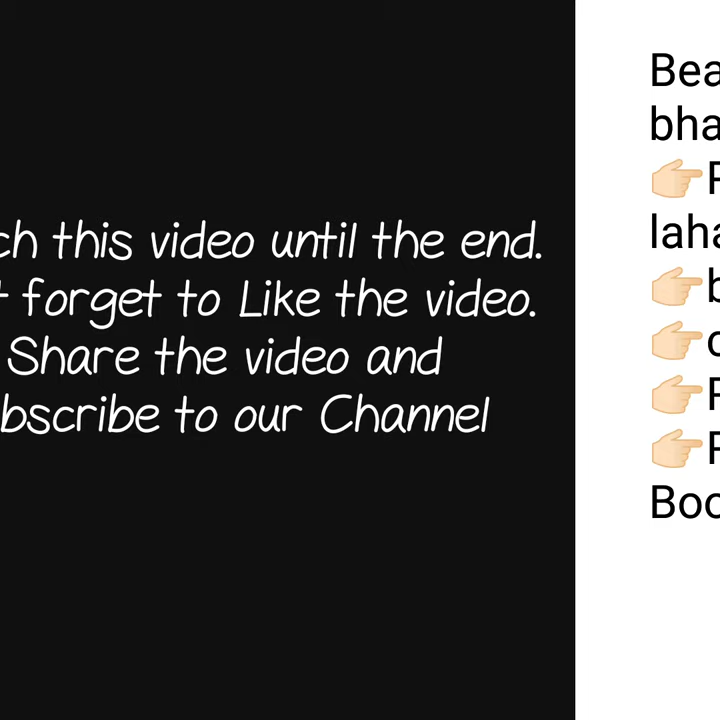 ch this video until the end.
t forget to Like the video.
Share the video and
bscribe to our Channel
Bea
bha
👉🏻P
laha
👉🏻b
👉🏻
👉🏻
👉🏻
Boo